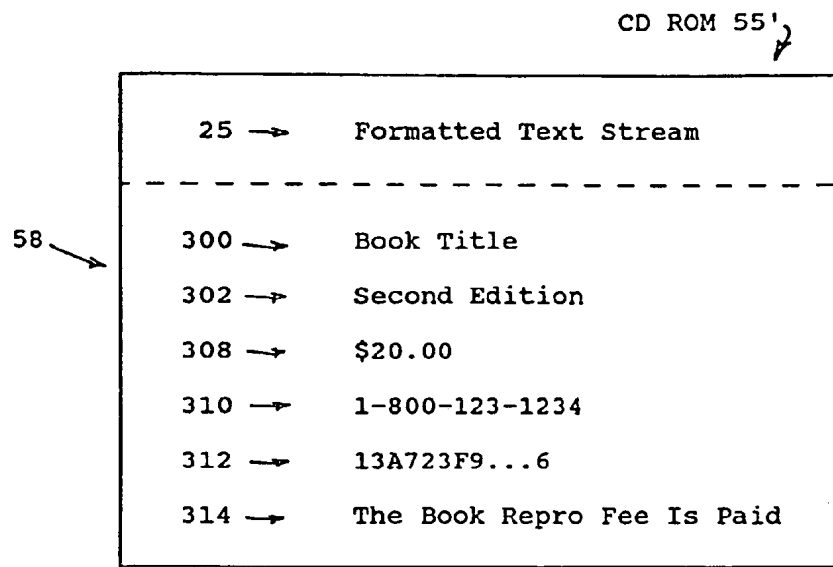 CD ROM 55'
25 → Formatted Text Stream
58
300 → Book Title
302 → Second Edition
308 → $20.00
310 → 1-800-123-1234
312 → 13A723F9...6
314 → The Book Repro Fee Is Paid